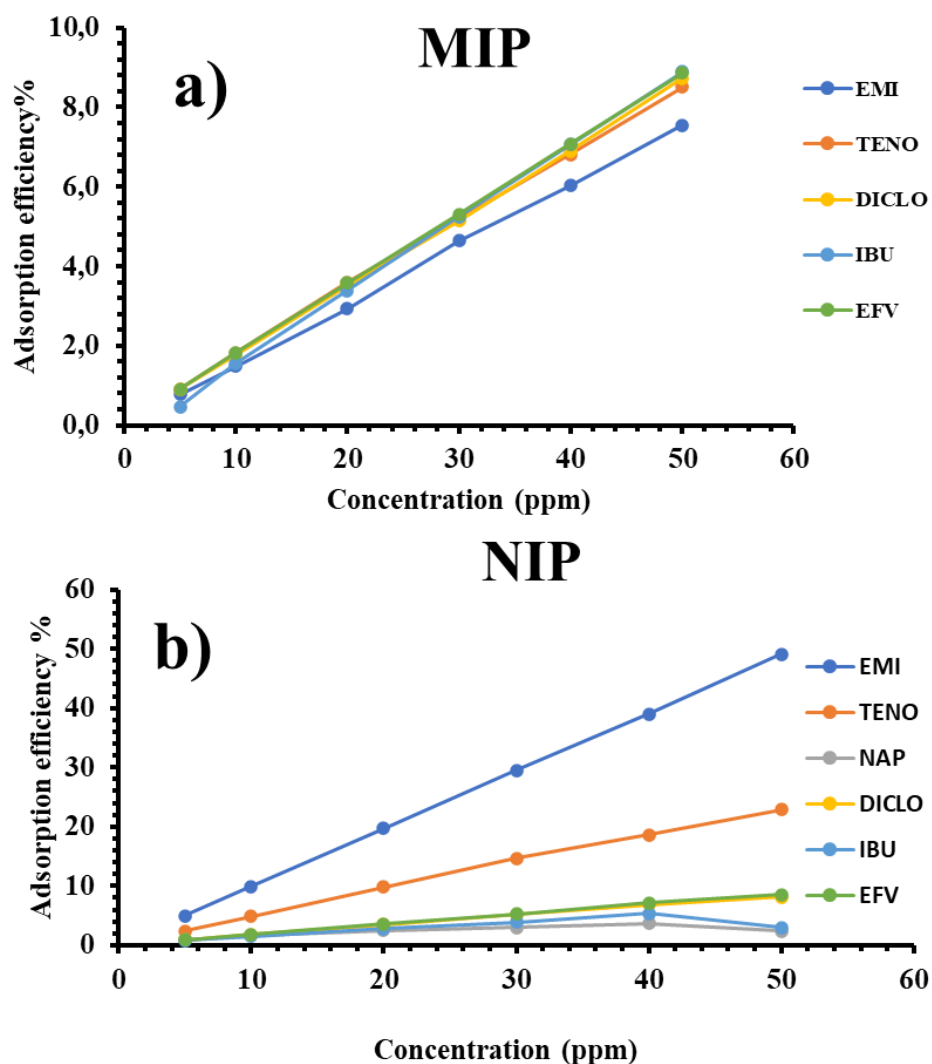 MIP
a)
Adsorption efficiency%
10,0
8,0
6,0
4,0
2,0
0,0
0 10 20 30 40 50 60
Concentration (ppm)
EMI
TENO
DICLO
IBU
EFV
NIP
b)
Adsorption efficiency %
60
50
40
30
20
10
0
0 10 20 30 40 50 60
Concentration (ppm)
EMI
TENO
NAP
DICLO
IBU
EFV